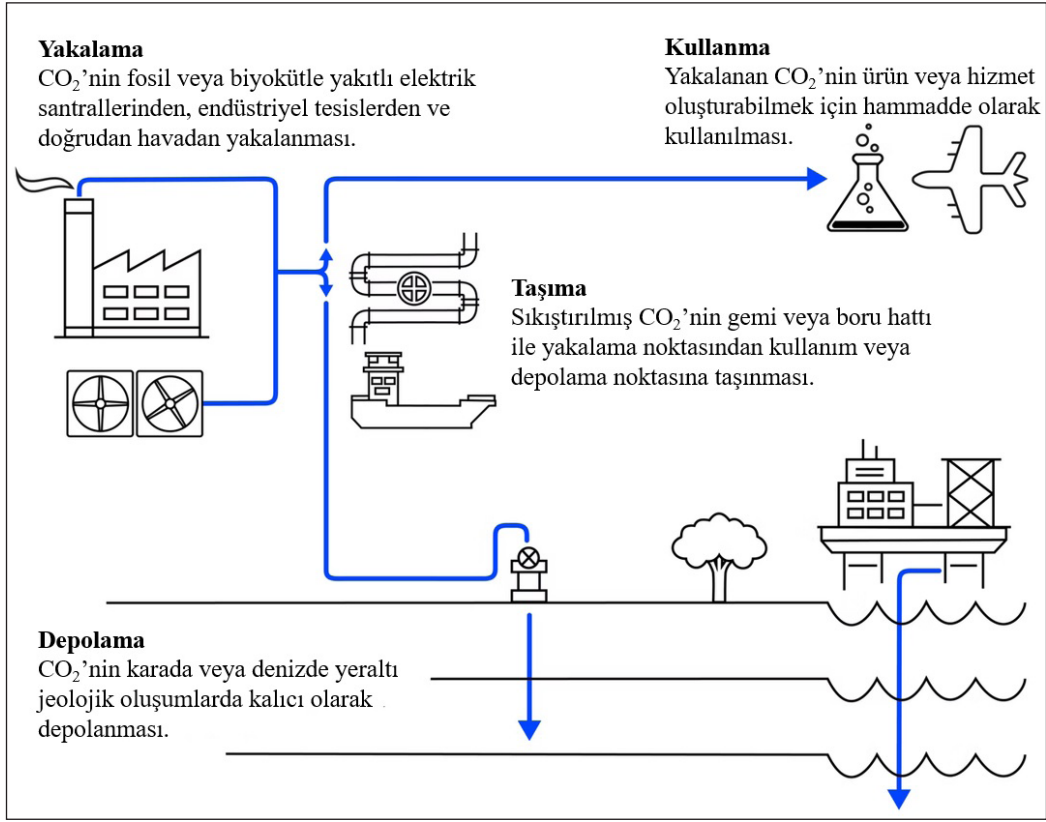 Yakalama
CO₂’nin fosil veya biyokütle yakıtlı elektrik
santrallerinden, endüstriyel tesislerden ve
doğrudan havadan yakalanması.
Kullanma
Yakalanan CO₂’nin ürün veya hizmet
oluşturabilmek için hammadde olarak
kullanılması.
Taşıma
Sıkıştırılmış CO₂’nin gemi veya boru hattı
ile yakalama noktasından kullanım veya
depolama noktasına taşınması.
Depolama
CO₂’nin karada veya denizde yeraltı
jeolojik oluşumlarda kalıcı olarak
depolanması.